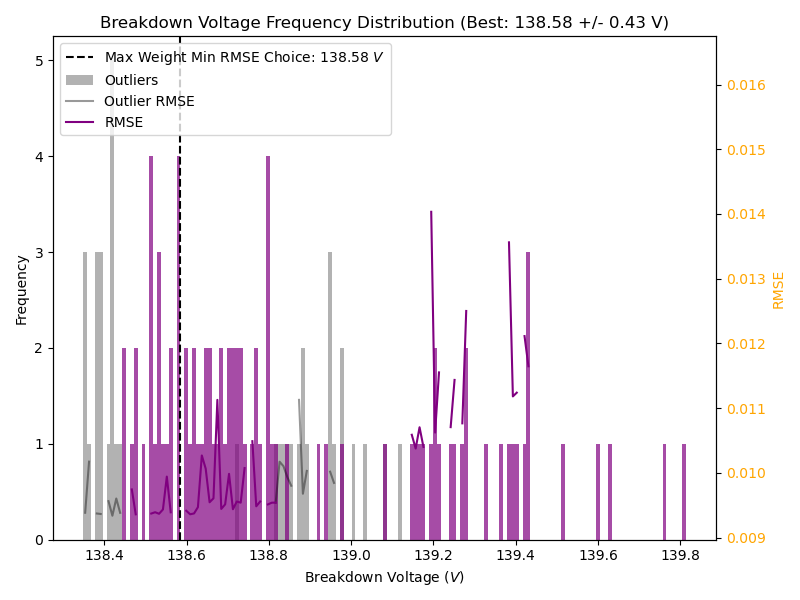 Breakdown Voltage Frequency Distribution (Best: 138.58 +/- 0.43 V)
Max Weight Min RMSE Choice: 138.58 V
Outliers
Outlier RMSE
RMSE
Frequency
5
4
3
2
1
0
0.016
0.015
0.014
0.013
0.012
0.011
0.010
0.009
RMSE
138.4 138.6 138.8 139.0 139.2 139.4 139.6 139.8
Breakdown Voltage (V)